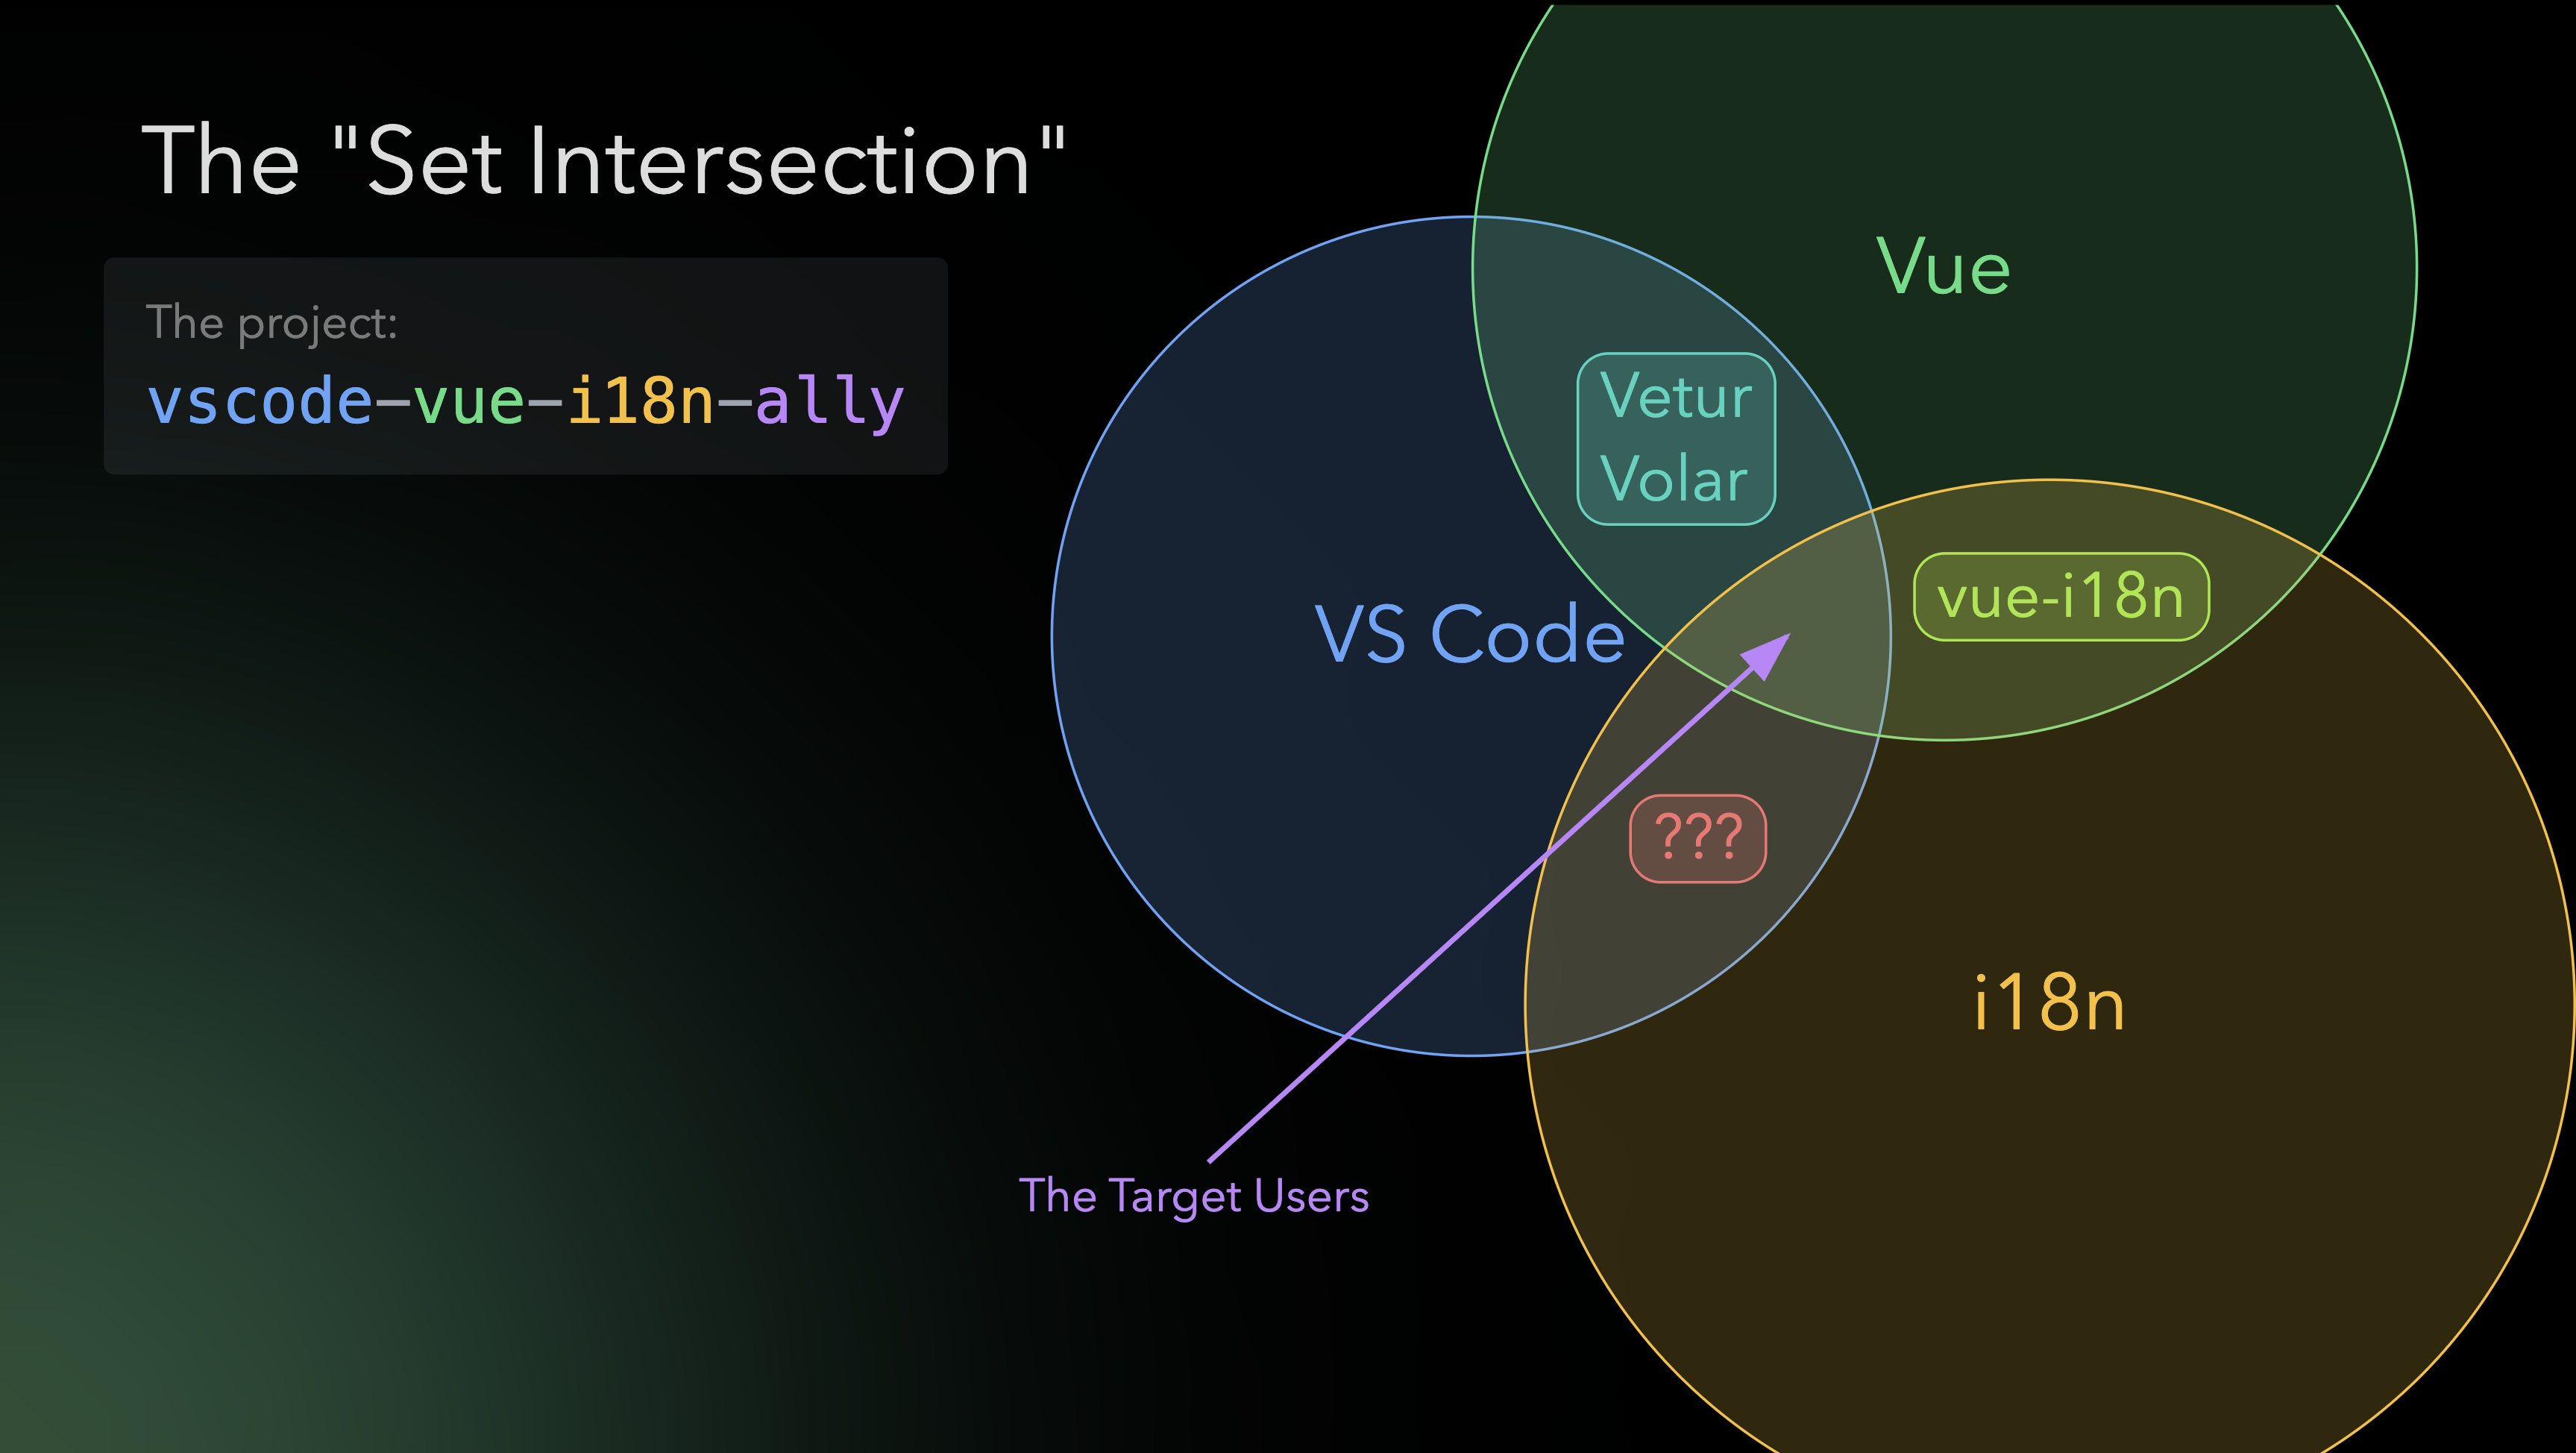 The "Set Intersection"
The project:
vscode-vue-i18n-ally
Vue
Vetur
Volar
vue-i18n
VS Code
???
i18n
The Target Users